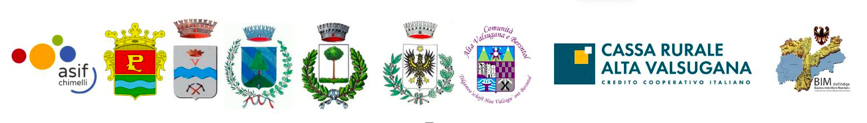 asif
chimelli
P
Comunità
Alta Valsugana e Bersntol
CASSA RURALE
ALTA VALSUGANA
CREDITO COOPERATIVO ITALIANO
BIM